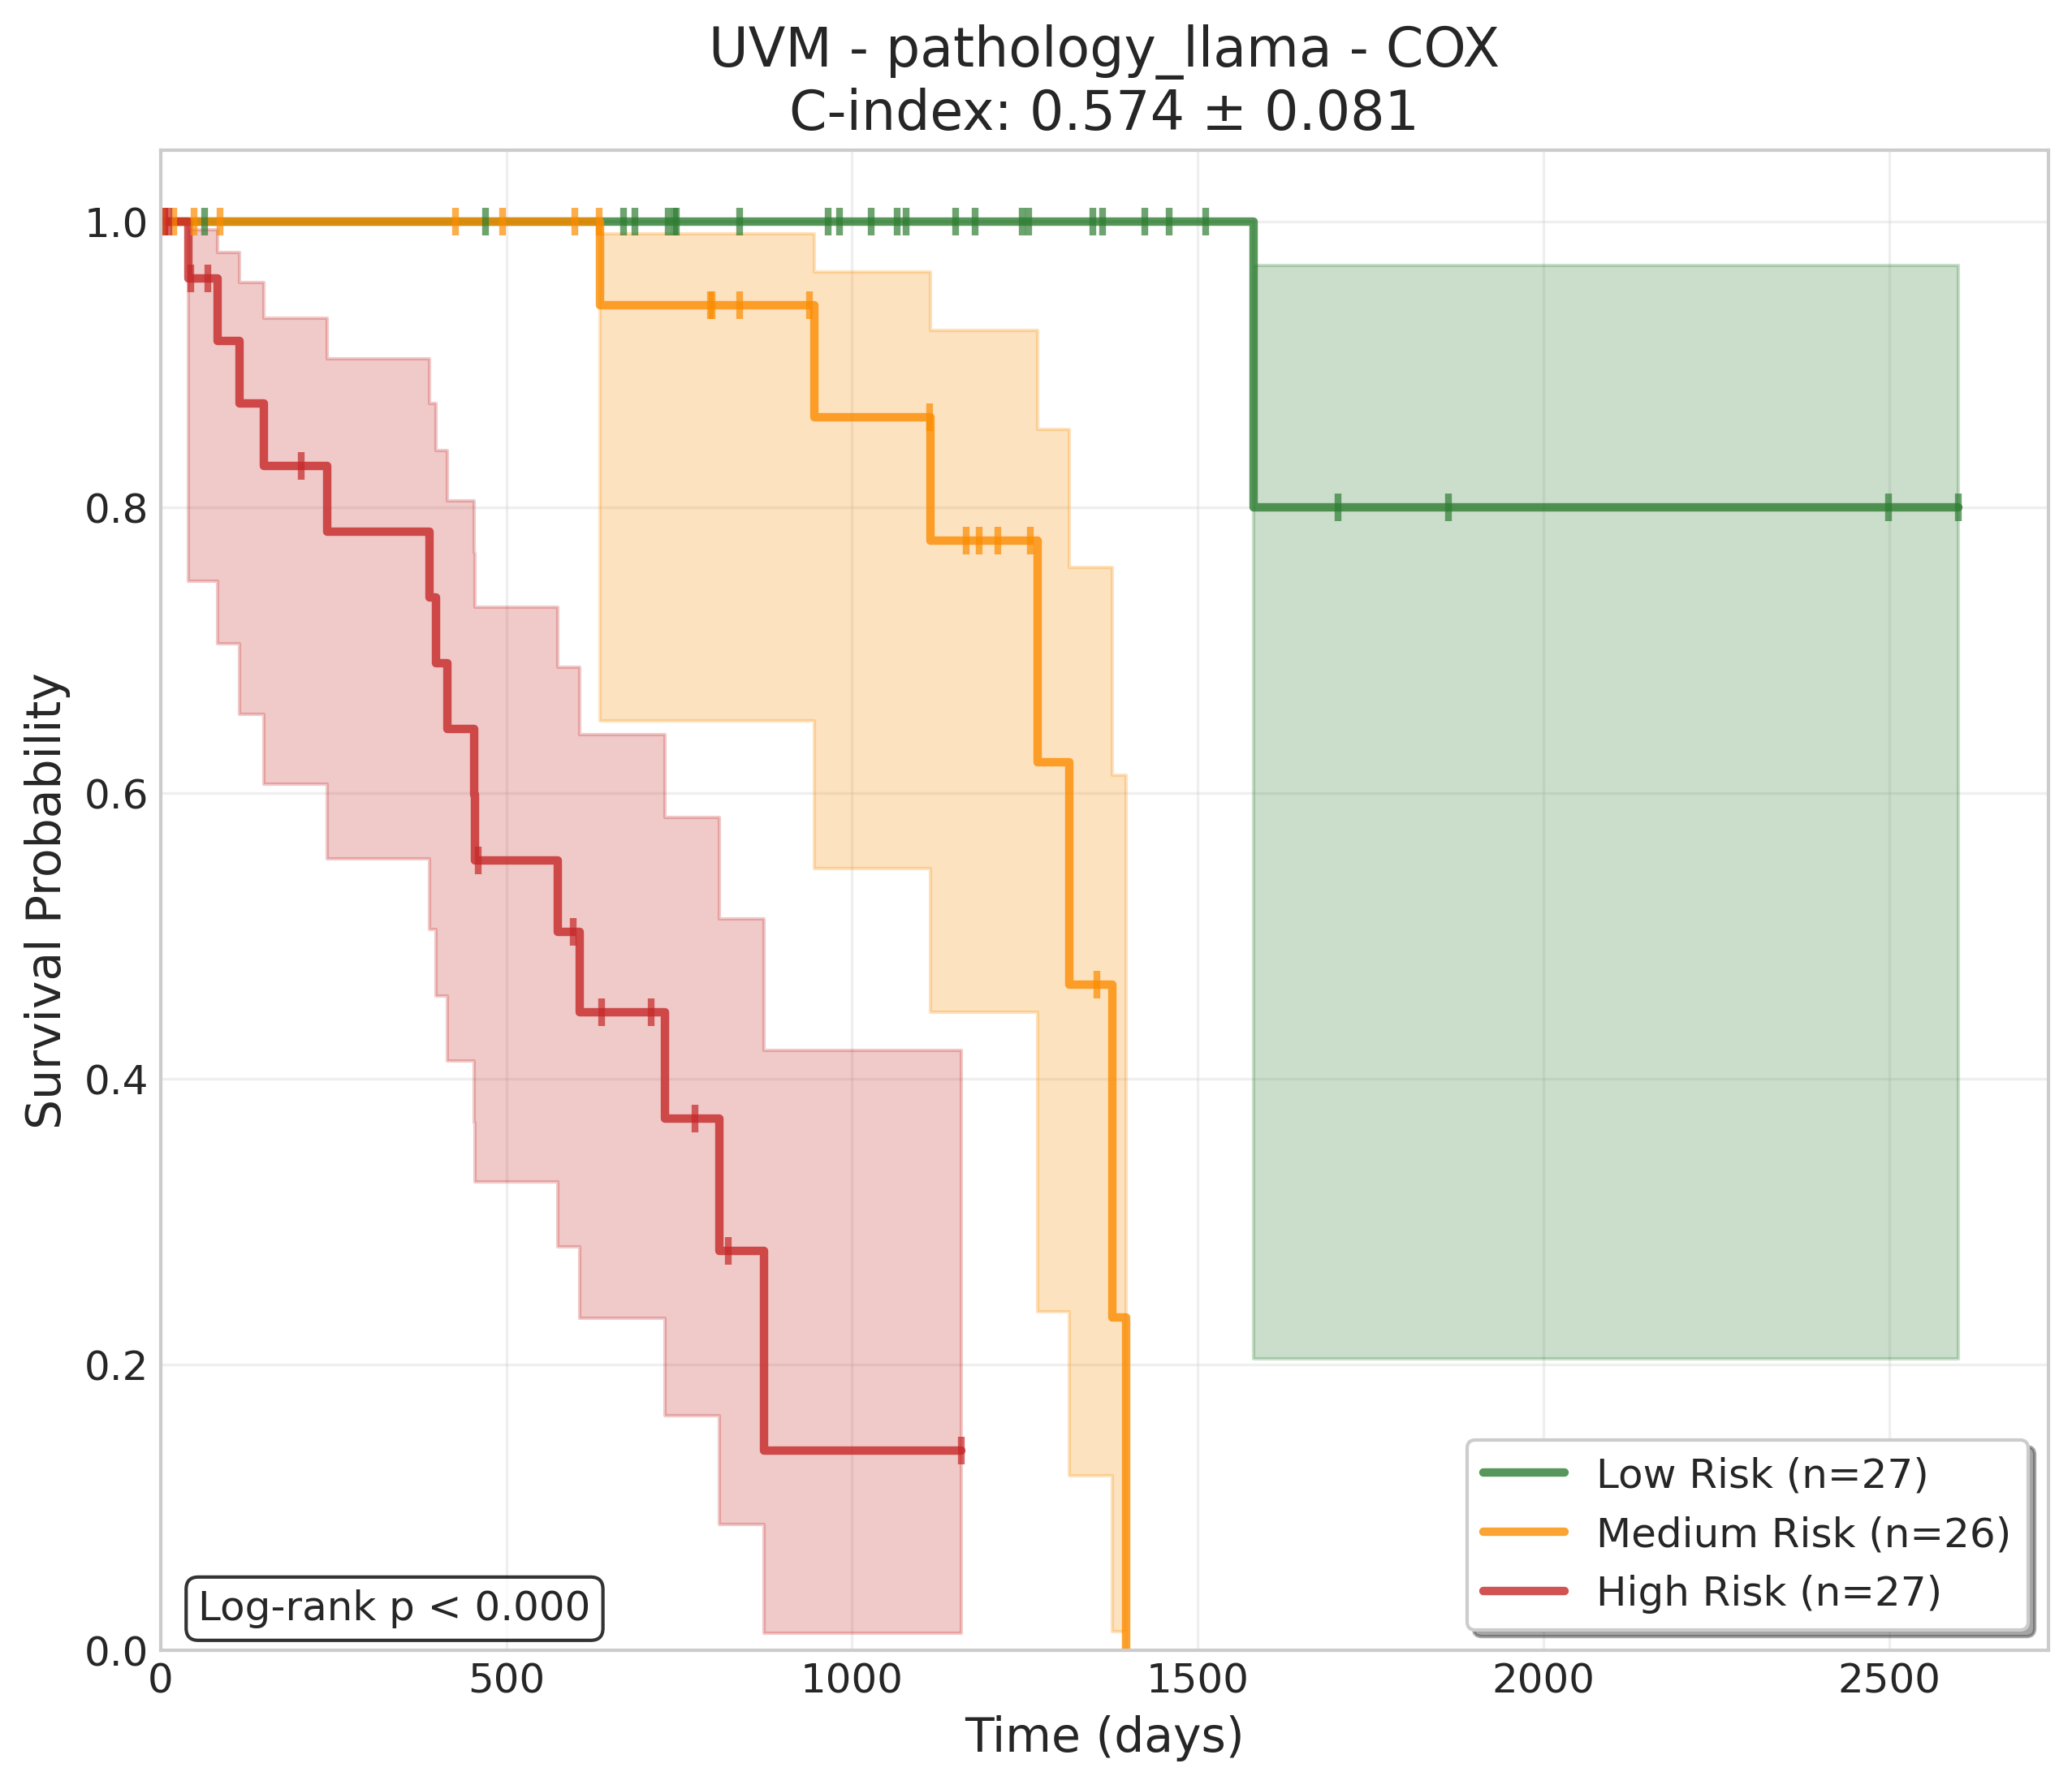 UVM - pathology_llama - COX
C-index: 0.574 ± 0.081
Survival Probability
1.0
0.8
0.6
0.4
0.2
0.0
0 500 1000 1500 2000 2500
Time (days)
Log-rank p < 0.000
Low Risk (n=27)
Medium Risk (n=26)
High Risk (n=27)